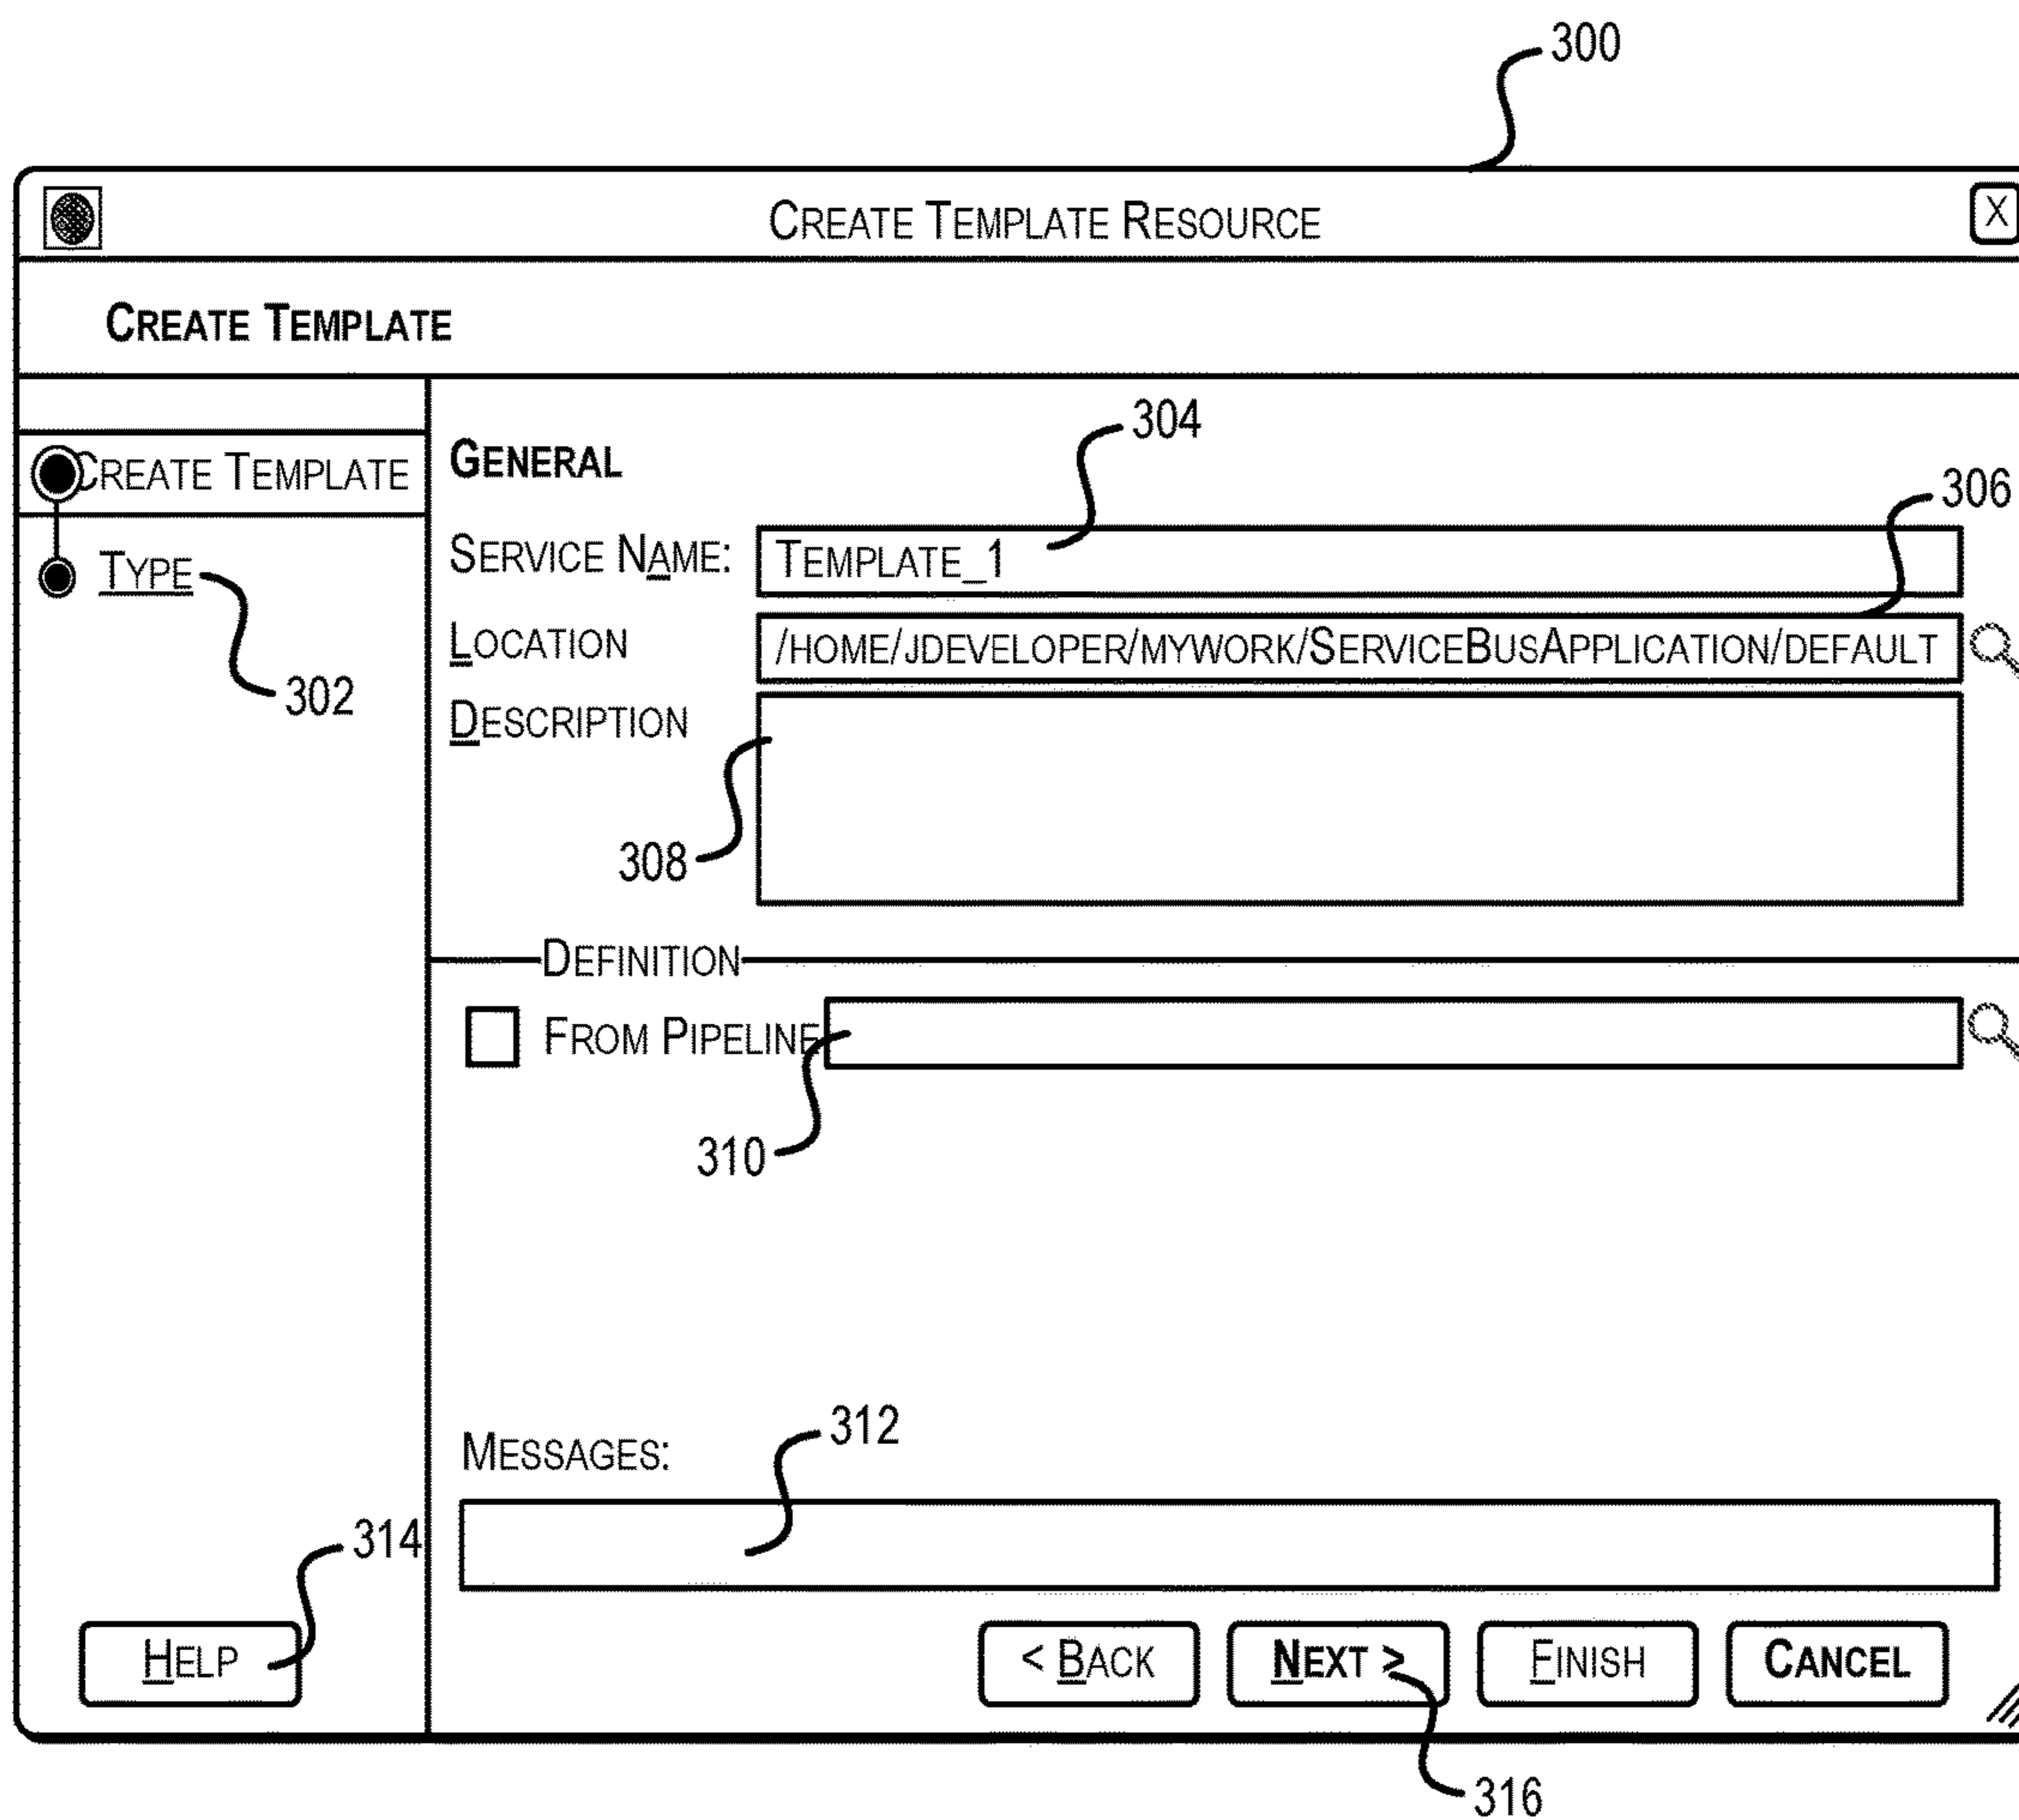 300
CREATE TEMPLATE RESOURCE X
CREATE TEMPLATE
CREATE TEMPLATE
TYPE
302
GENERAL
304
306
SERVICE NAME: TEMPLATE_1
LOCATION /HOME/JDEVELOPER/MYWORK/SERVICEBUSAPPLICATION/DEFAULT
DESCRIPTION
308
DEFINITION
FROM PIPELINE
310
MESSAGES:
312
314
HELP < BACK NEXT > FINISH CANCEL
316